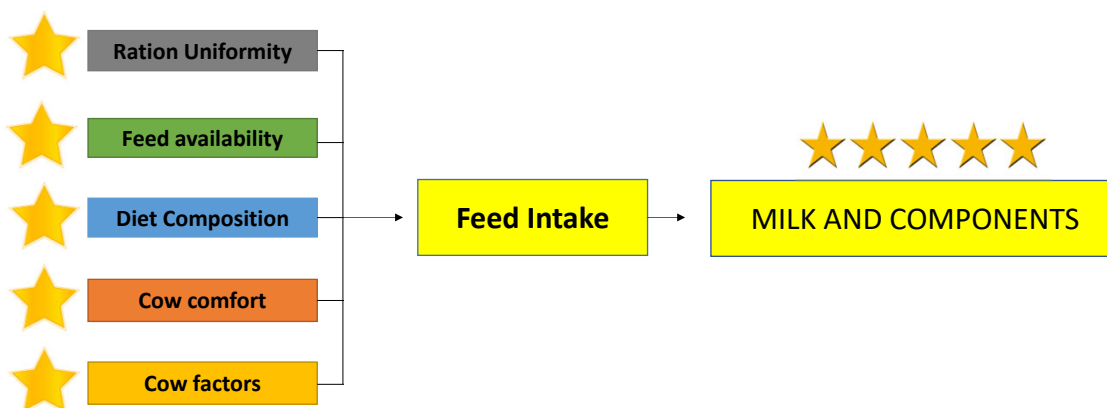 Ration Uniformity
Feed availability
Diet Composition
Cow comfort
Cow factors
Feed Intake
MILK AND COMPONENTS